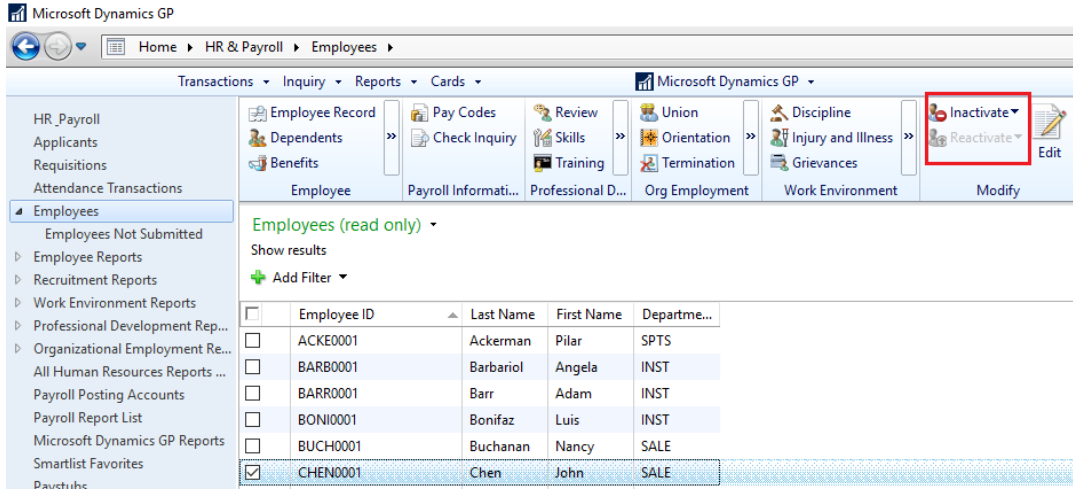 Microsoft Dynamics GP
Home HR & Payroll Employees
Transactions Inquiry Reports Cards Microsoft Dynamics GP
HR_Payroll
Applicants
Requisitions
Attendance Transactions
Employees
Employees Not Submitted
Employee Reports
Recruitment Reports
Work Environment Reports
Professional Development Rep...
Organizational Employment Re...
All Human Resources Reports ...
Payroll Posting Accounts
Payroll Report List
Microsoft Dynamics GP Reports
Smartlist Favorites
Paystubs
Employee Record
Dependents
Benefits
Employee
Pay Codes
Check Inquiry
Payroll Informati...
Review
Skills
Training
Professional D...
Union
Orientation
Termination
Org Employment
Discipline
Injury and Illness
Grievances
Work Environment
Inactivate
Reactivate
Edit
Modify
Employees (read only)
Show results
Add Filter
Employee ID Last Name First Name Departme...
ACKE0001 Ackerman Pilar SPTS
BARB0001 Barbariol Angela INST
BARR0001 Barr Adam INST
BONI0001 Bonifaz Luis INST
BUCH0001 Buchanan Nancy SALE
CHEN0001 Chen John SALE